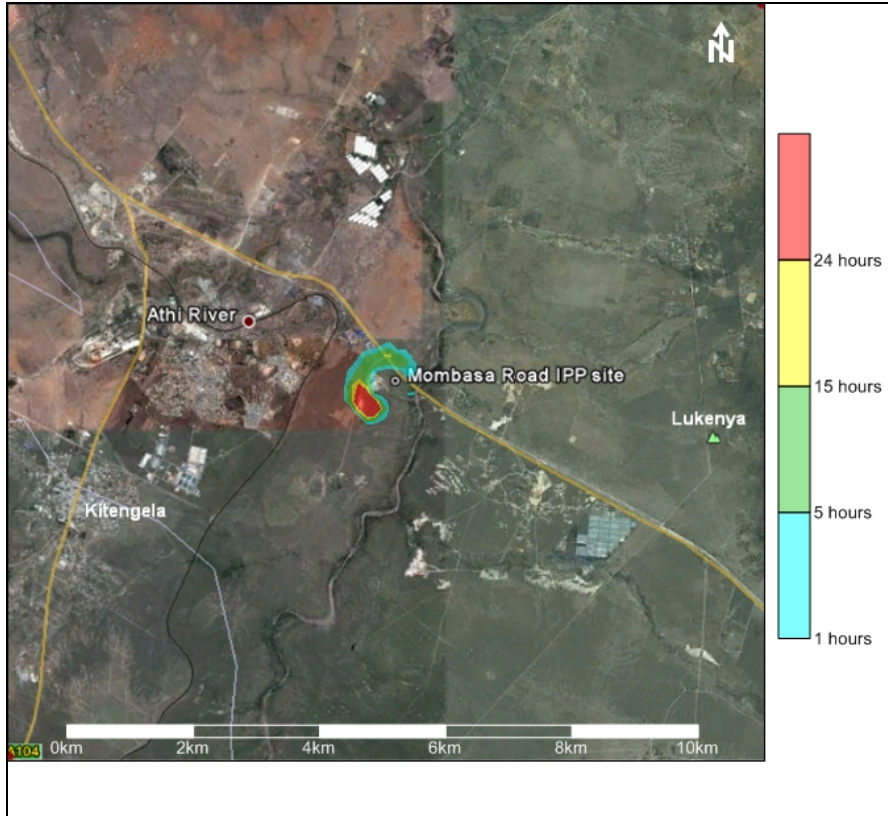 N
24 hours
Athi River
Mombasa Road IPP site
15 hours
Lukenya
Kitengela
5 hours
1 hours
0km 2km 4km 6km 8km 10km
A104